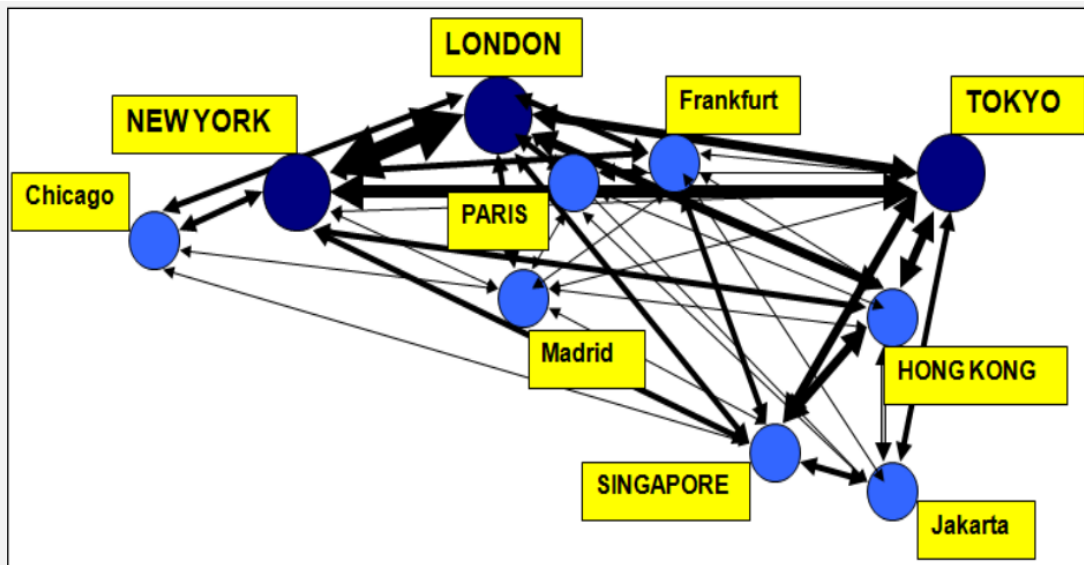 LONDON
Frankfurt
TOKYO
NEW YORK
Chicago
PARIS
Madrid
HONG KONG
SINGAPORE
Jakarta